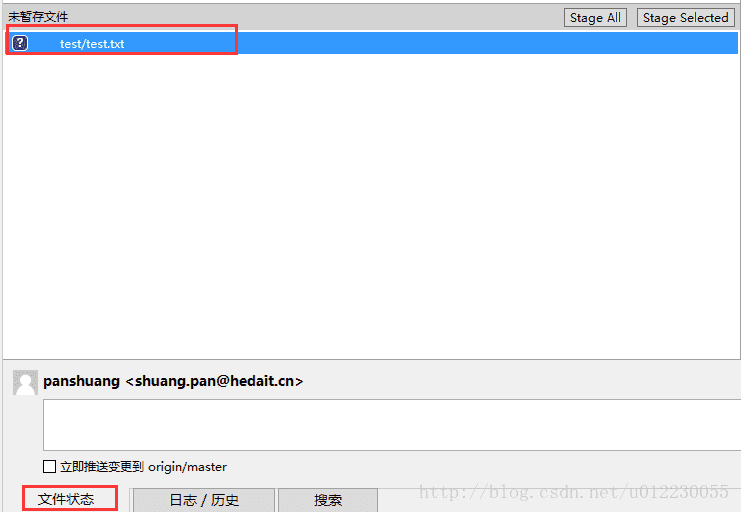 未暂存文件 Stage All Stage Selected
? test/test.txt
panshuang <shuang.pan@hedait.cn>
立即推送变更到 origin/master
文件状态 日志 / 历史 搜索 http://blog.csdn.net/u012230055